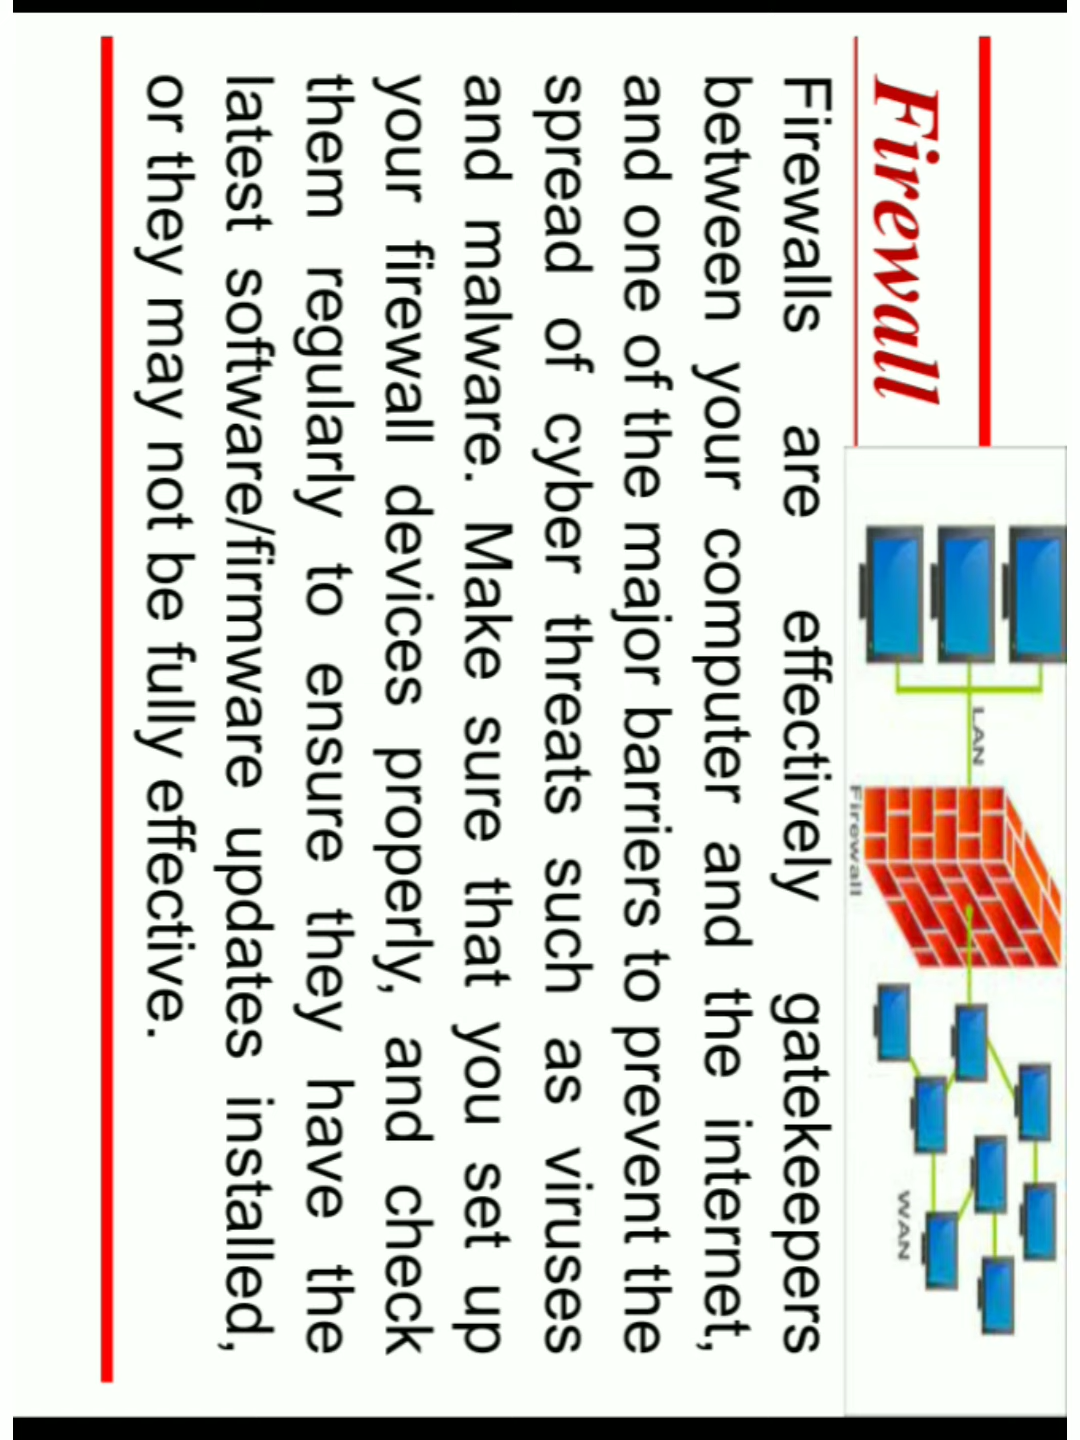 Firewall
LAN
Firewall
WAN
Firewalls are effectively gatekeepers
between your computer and the internet,
and one of the major barriers to prevent the
spread of cyber threats such as viruses
and malware. Make sure that you set up
your firewall devices properly, and check
them regularly to ensure they have the
latest software/firmware updates installed,
or they may not be fully effective.